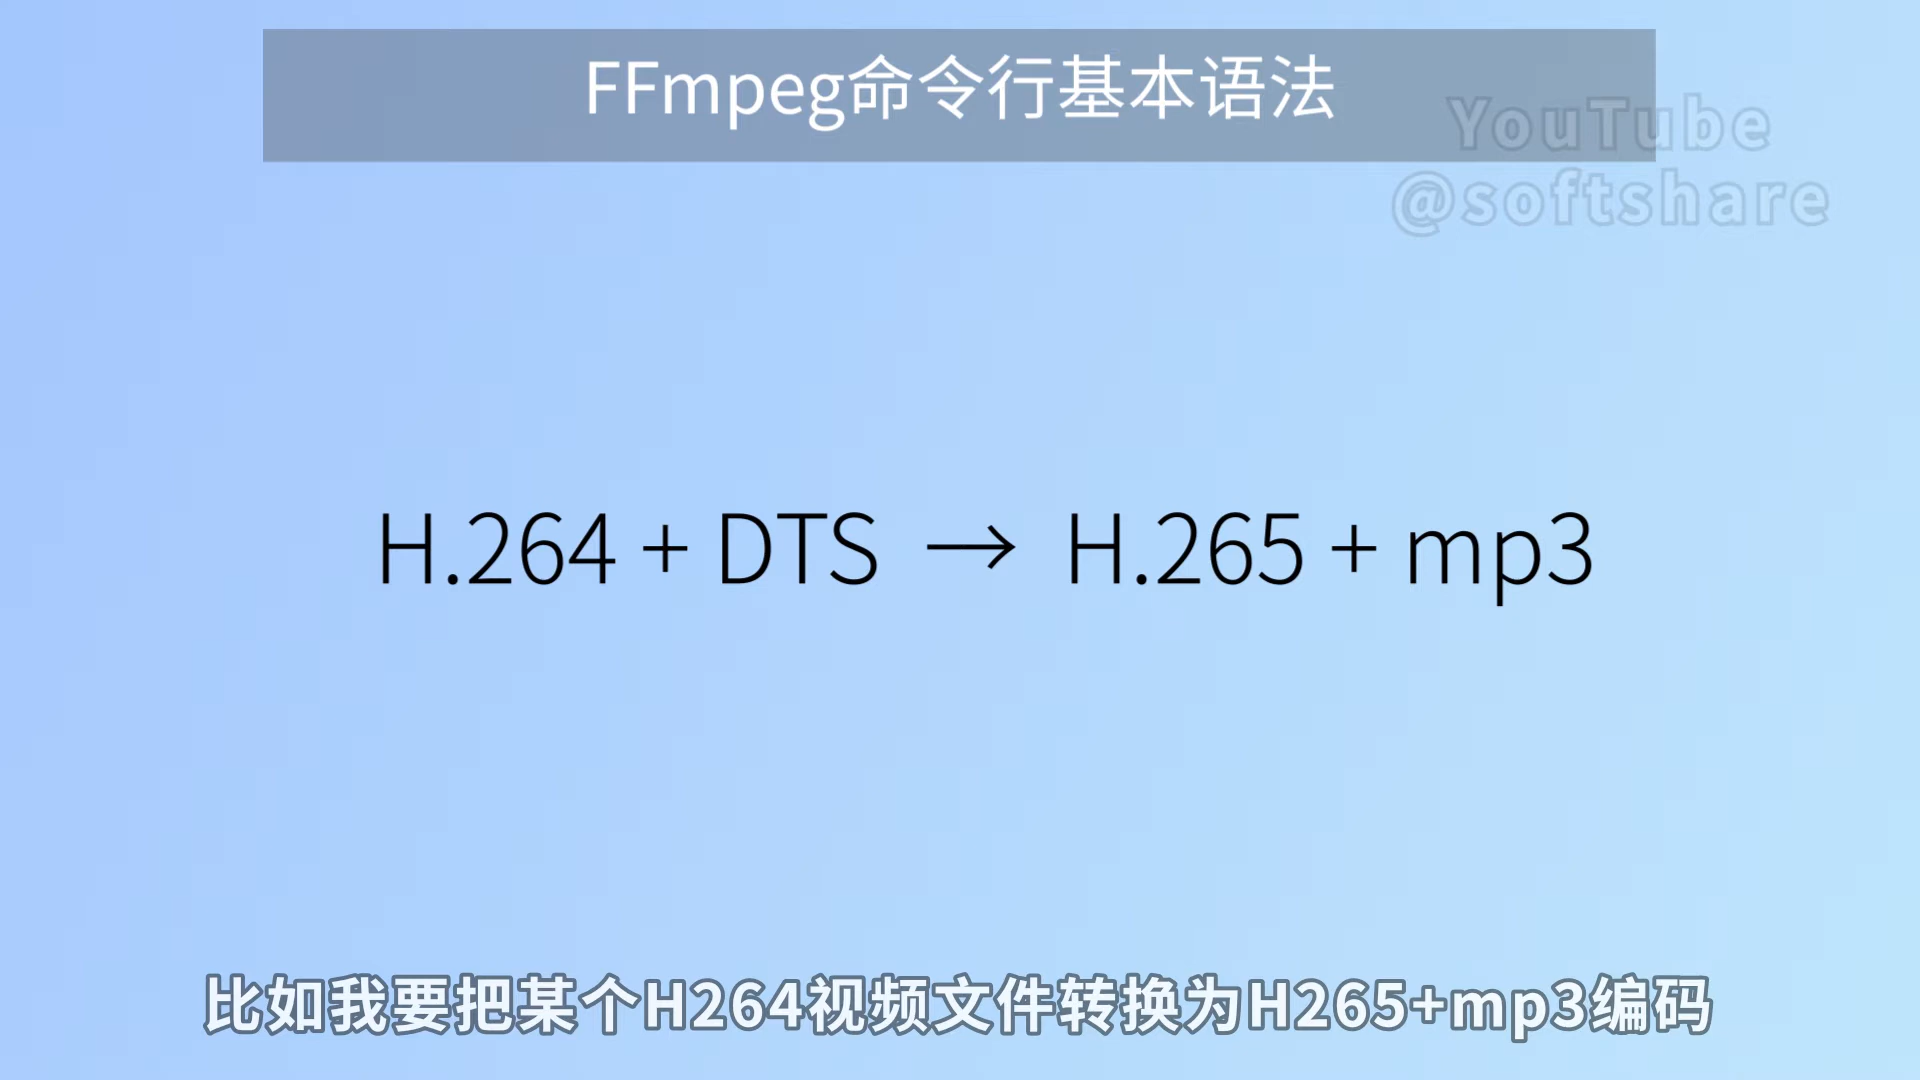 FFmpeg命令行基本语法
YouTube
@softshare
H.264 + DTS → H.265 + mp3
比如我要把某个H264视频文件转换为H265+mp3编码